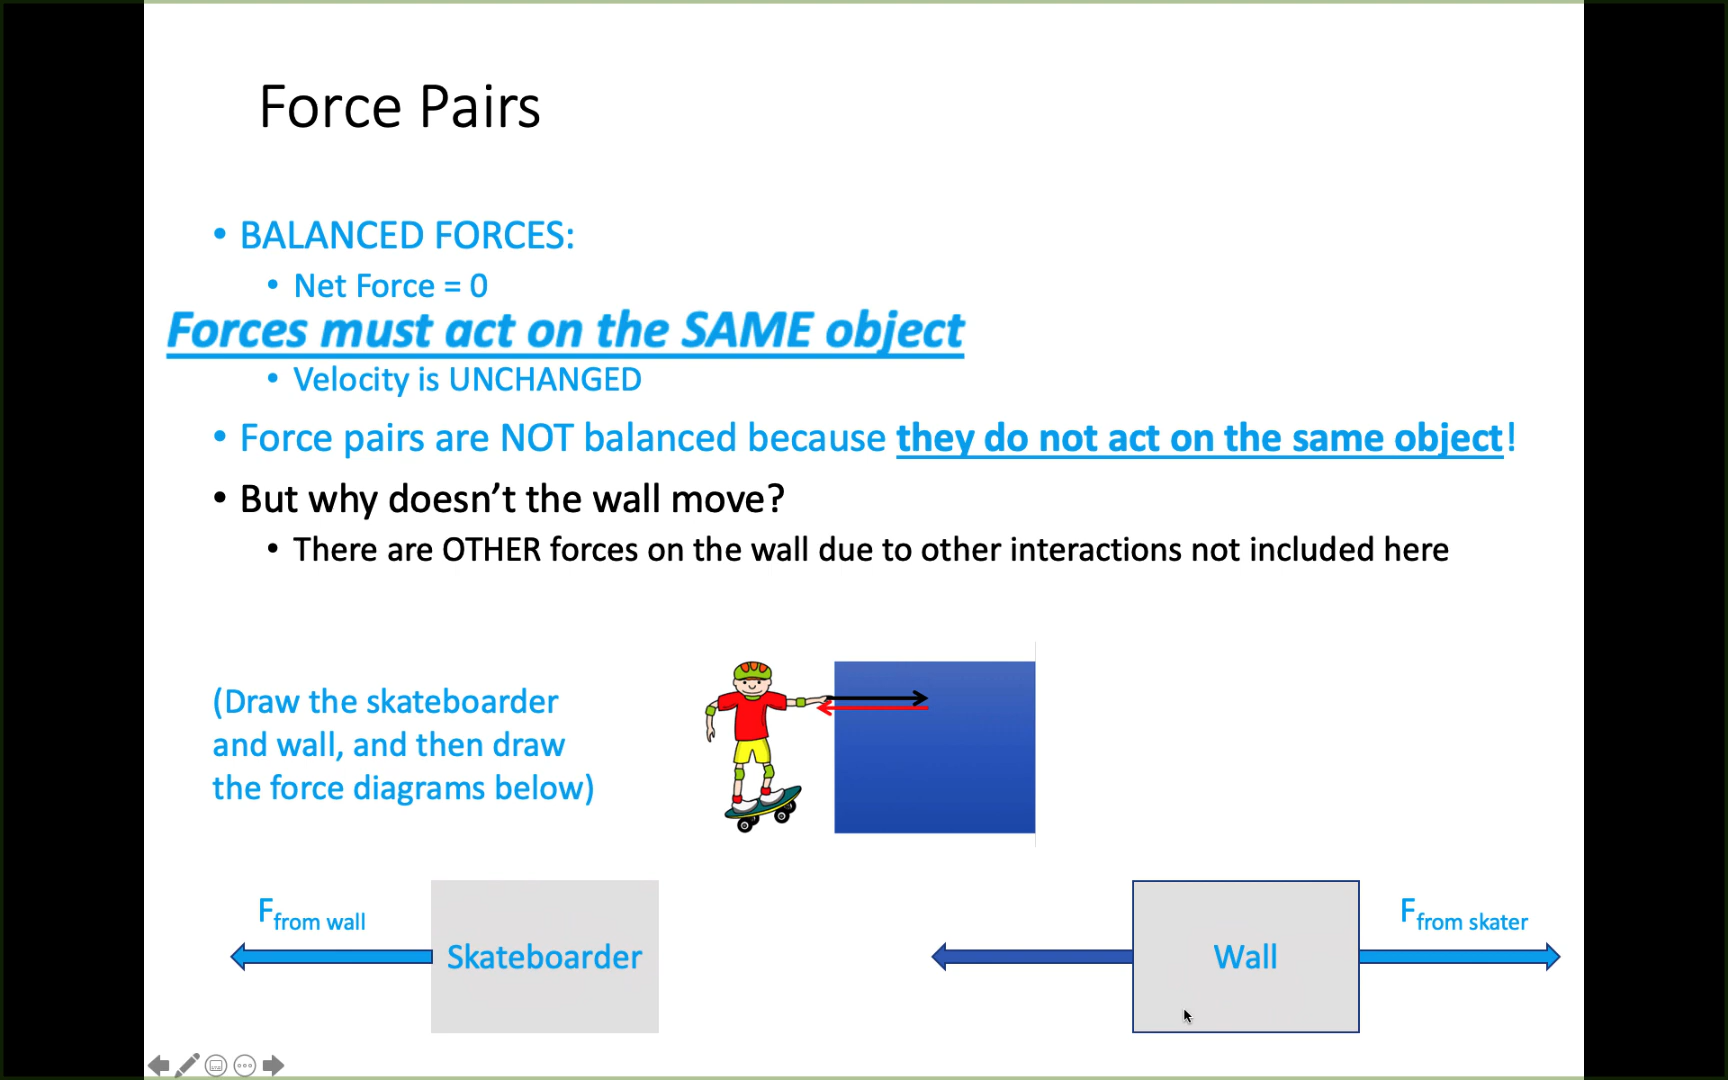 Force Pairs
• BALANCED FORCES:
• Net Force = 0
Forces must act on the SAME object
• Velocity is UNCHANGED
• Force pairs are NOT balanced because they do not act on the same object!
• But why doesn’t the wall move?
• There are OTHER forces on the wall due to other interactions not included here
(Draw the skateboarder
and wall, and then draw
the force diagrams below)
F from wall
Skateboarder
Wall
F from skater